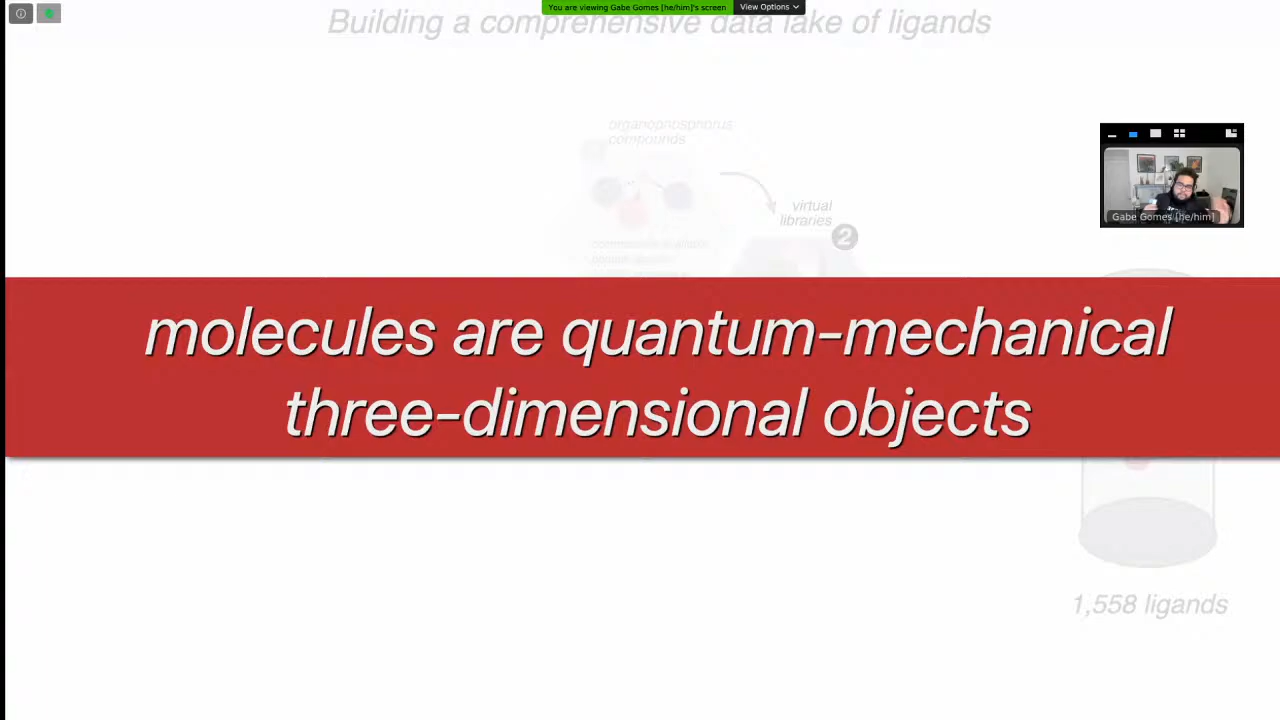 You are viewing Gabe Gomes [he/him]'s screen
View Options
Building a comprehensive data lake of ligands
organophosphorus
compounds
virtual
libraries
2
molecules are quantum-mechanical
three-dimensional objects
Gabe Gomes [he/him]
1,558 ligands